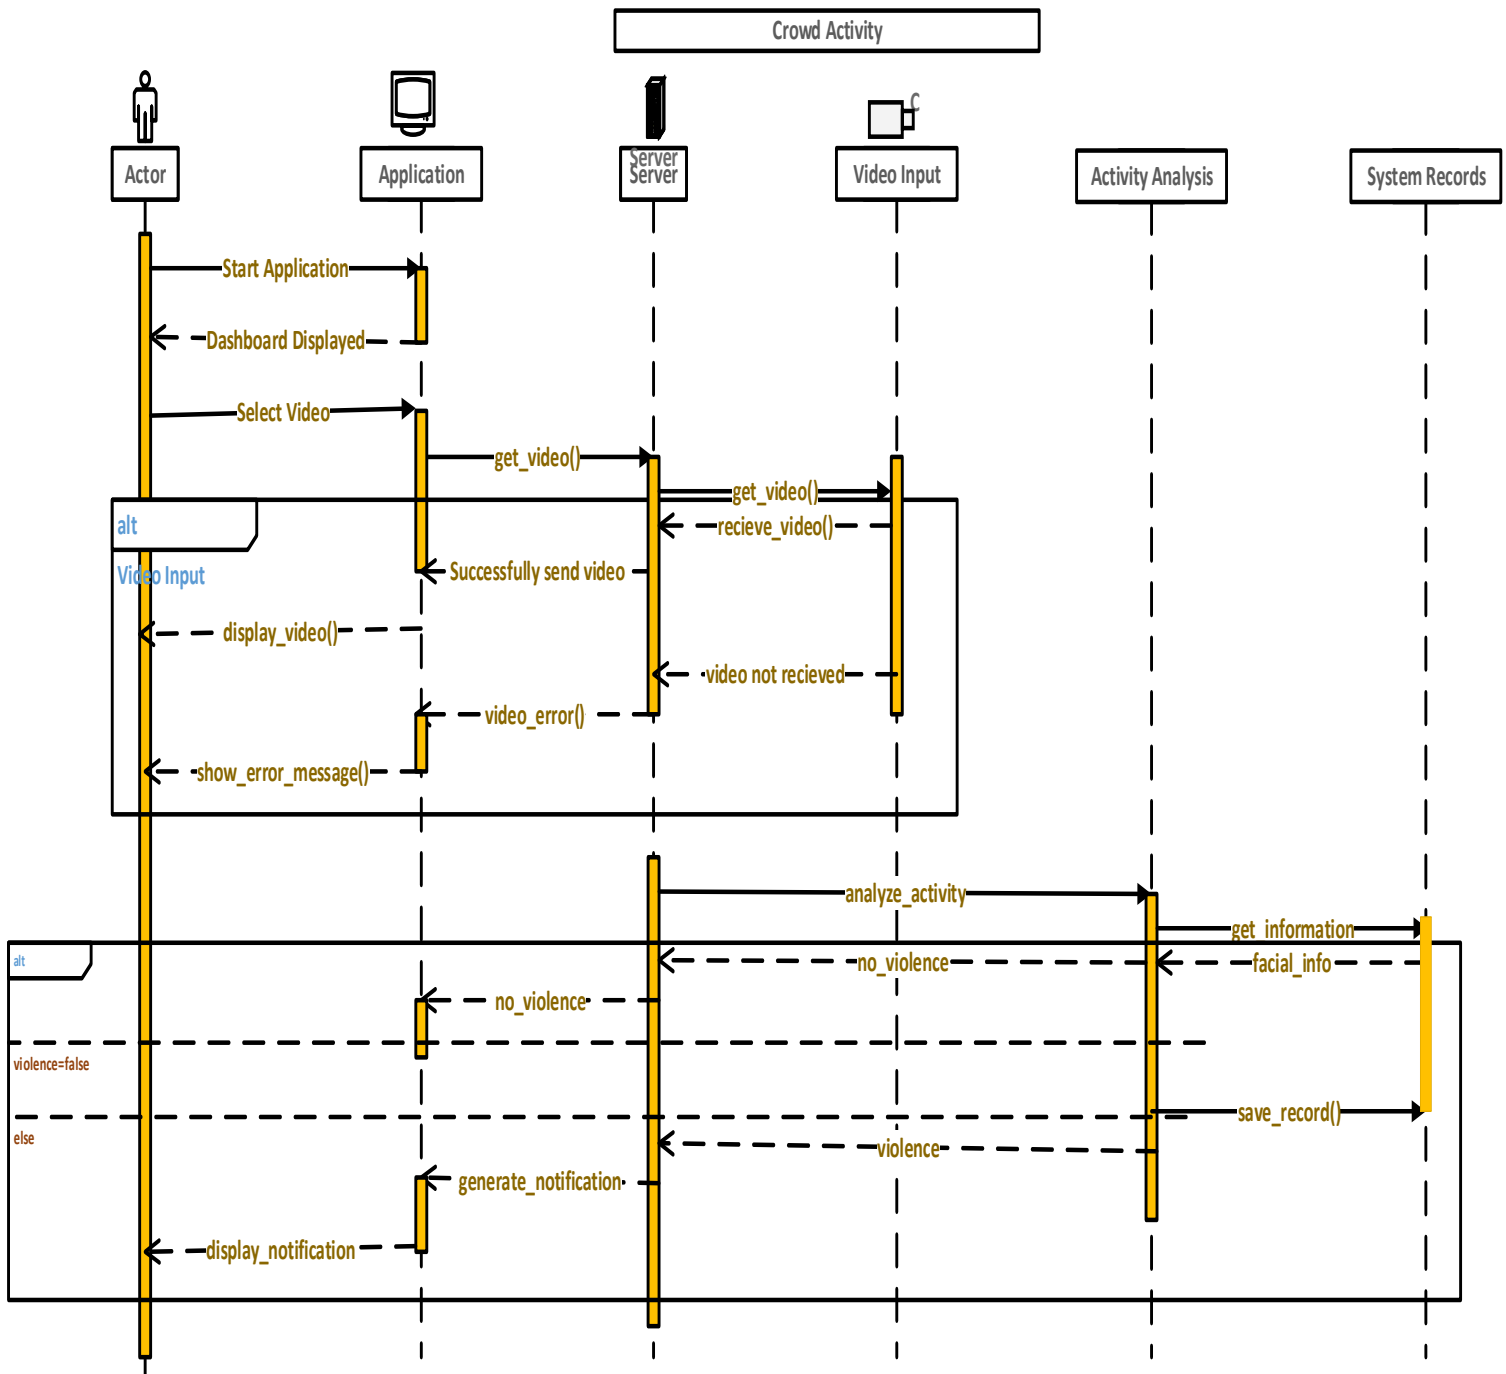 Crowd Activity
C
Server
Actor
Application
Server
Video Input
Activity Analysis
System Records
Start Application
Dashboard Displayed
Select Video
get_video()
get_video()
alt
recieve_video()
Video Input
Successfully send video
display_video()
video not recieved
video_error()
show_error_message()
analyze_activity
get_information
alt
no_violence
facial_info
no_violence
violence=false
save_record()
else
violence
generate_notification
display_notification